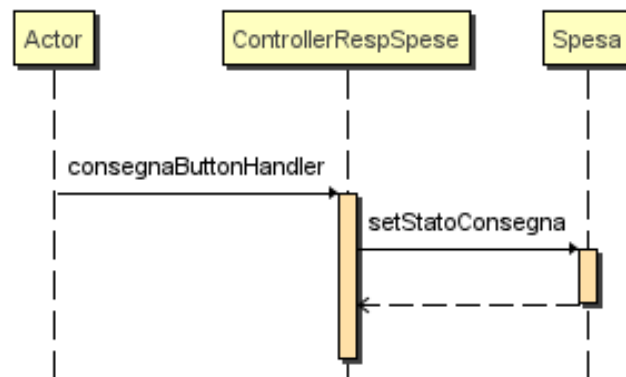 Actor
ControllerRespSpese
Spesa
consegnaButtonHandler
setStatoConsegna